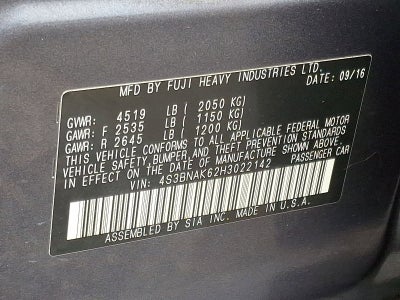 MFD BY FUJI HEAVY INDUSTRIES LTD.
DATE: 09/16
GVWR: 4519 LB ( 2050 KG)
GAWR: F 2535 LB ( 1150 KG)
GAWR: R 2645 LB ( 1200 KG)
THIS VEHICLE CONFORMS TO ALL APPLICABLE FEDERAL MOTOR
VEHICLE SAFETY,BUMPER,AND THEFT PREVENTION STANDARDS
IN EFFECT ON THE DATE OF MANUFACTURE SHOWN ABOVE.
VIN: 4S3BNAK62H3022142 PASSENGER CAR
ASSEMBLED BY SIA INC. MADE IN U.S.A.